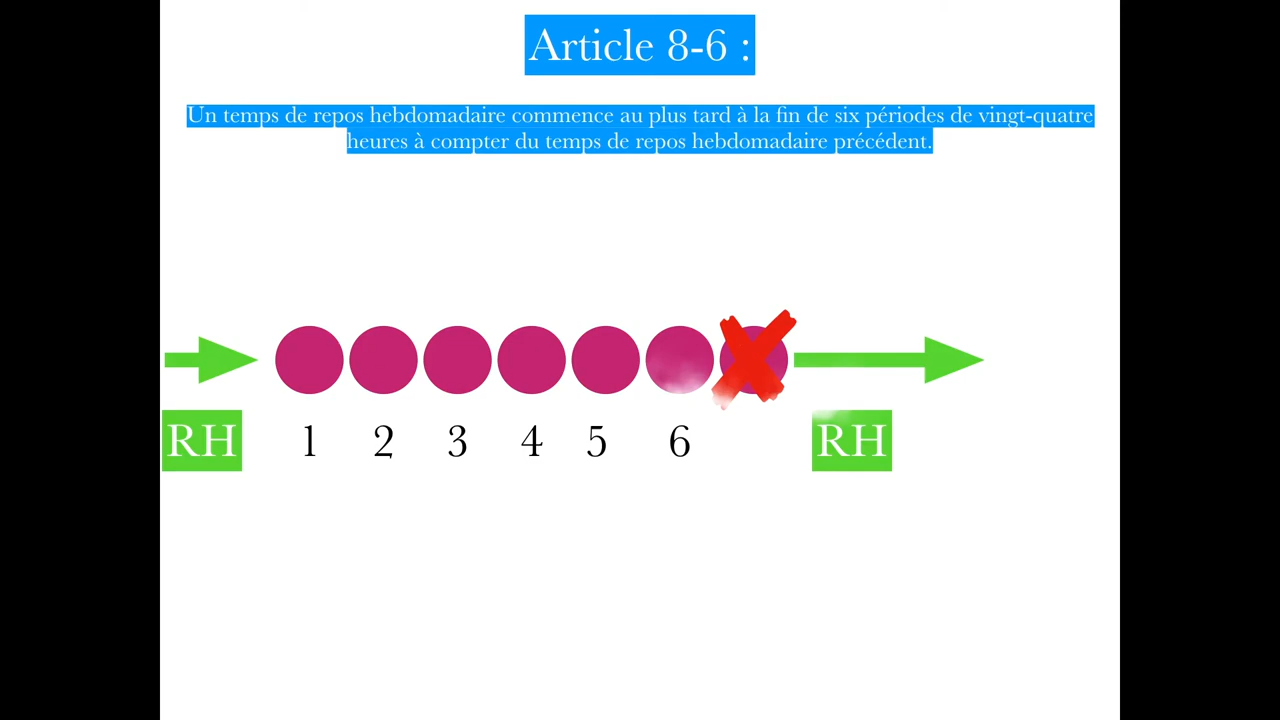 Article 8-6 :
Un temps de repos hebdomadaire commence au plus tard à la fin de six périodes de vingt-quatre
heures à compter du temps de repos hebdomadaire précédent.
RH 1 2 3 4 5 6 RH